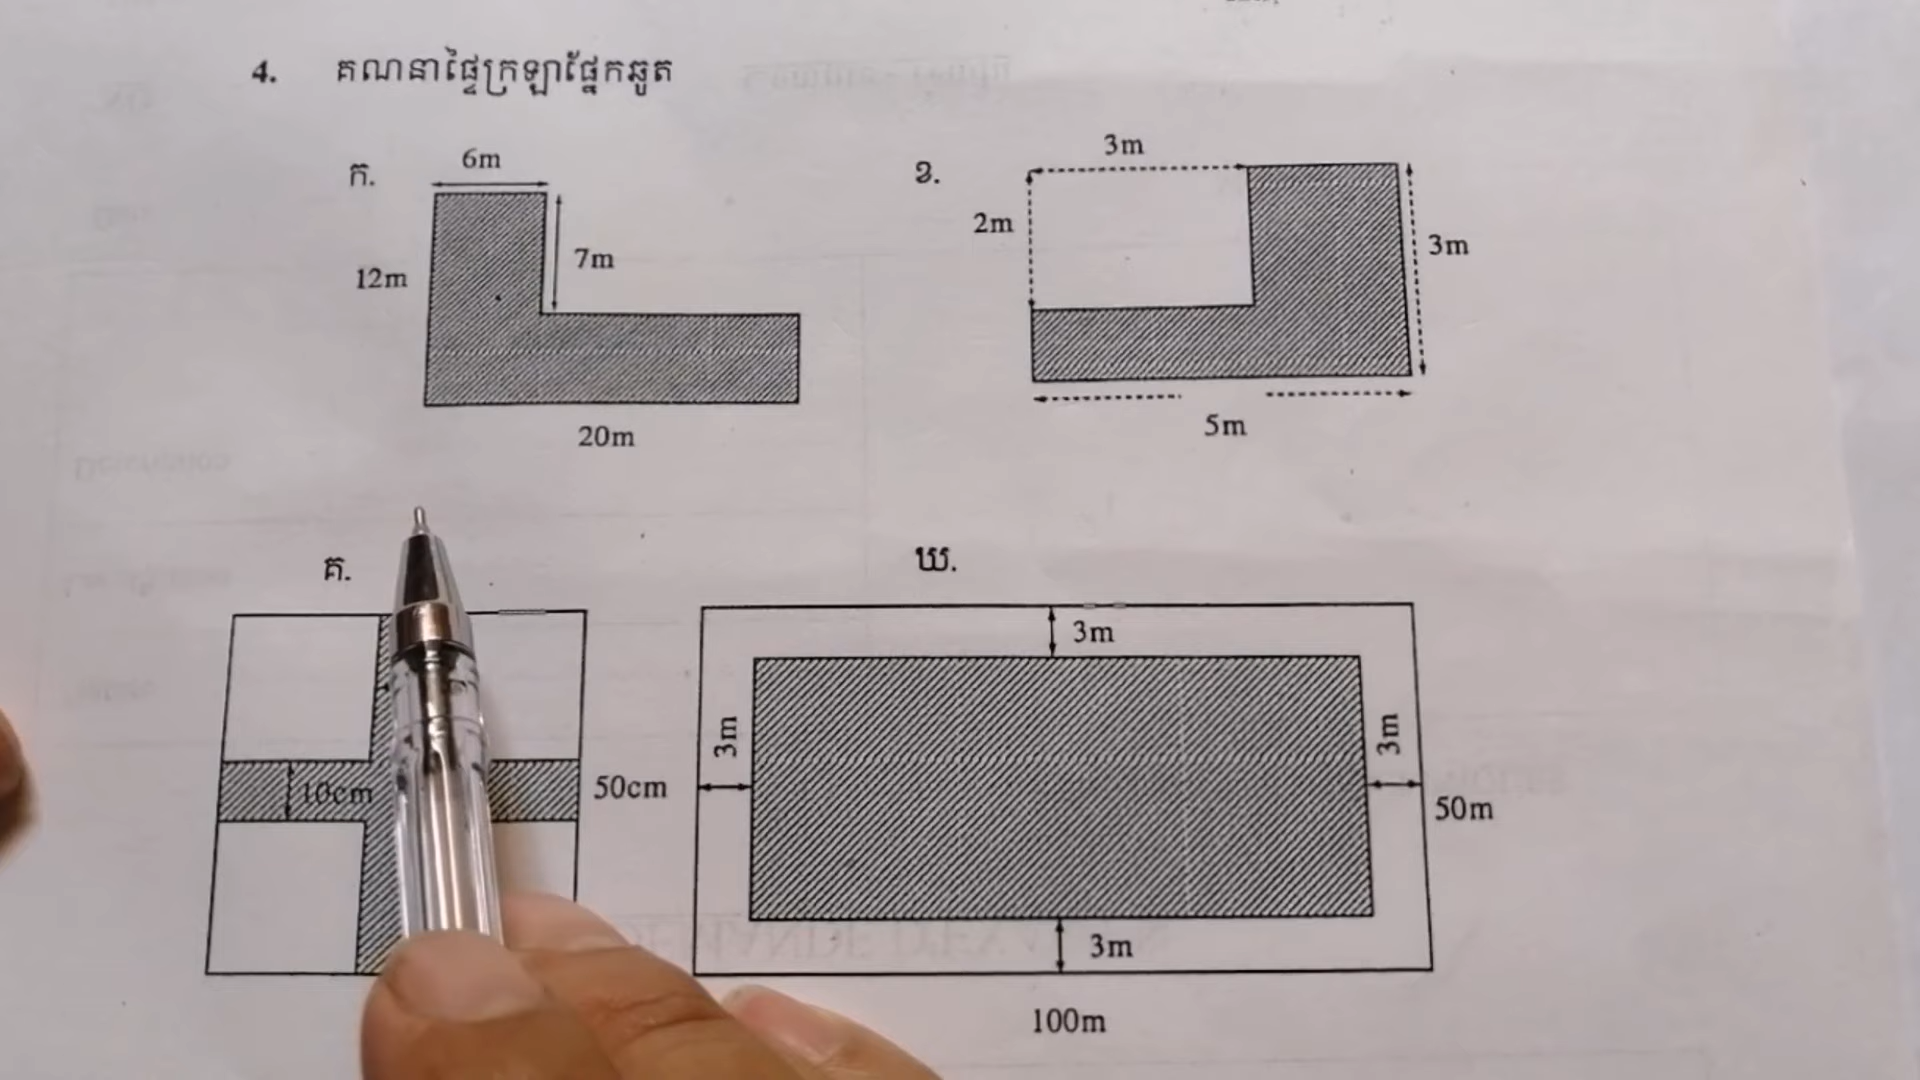 4. គណនាផ្ទៃក្រឡាផ្នែកឆូត
ក.
6m
12m
7m
20m
ខ.
3m
2m
3m
5m
គ.
10cm
50cm
ឃ.
3m
3m
3m
50m
3m
100m